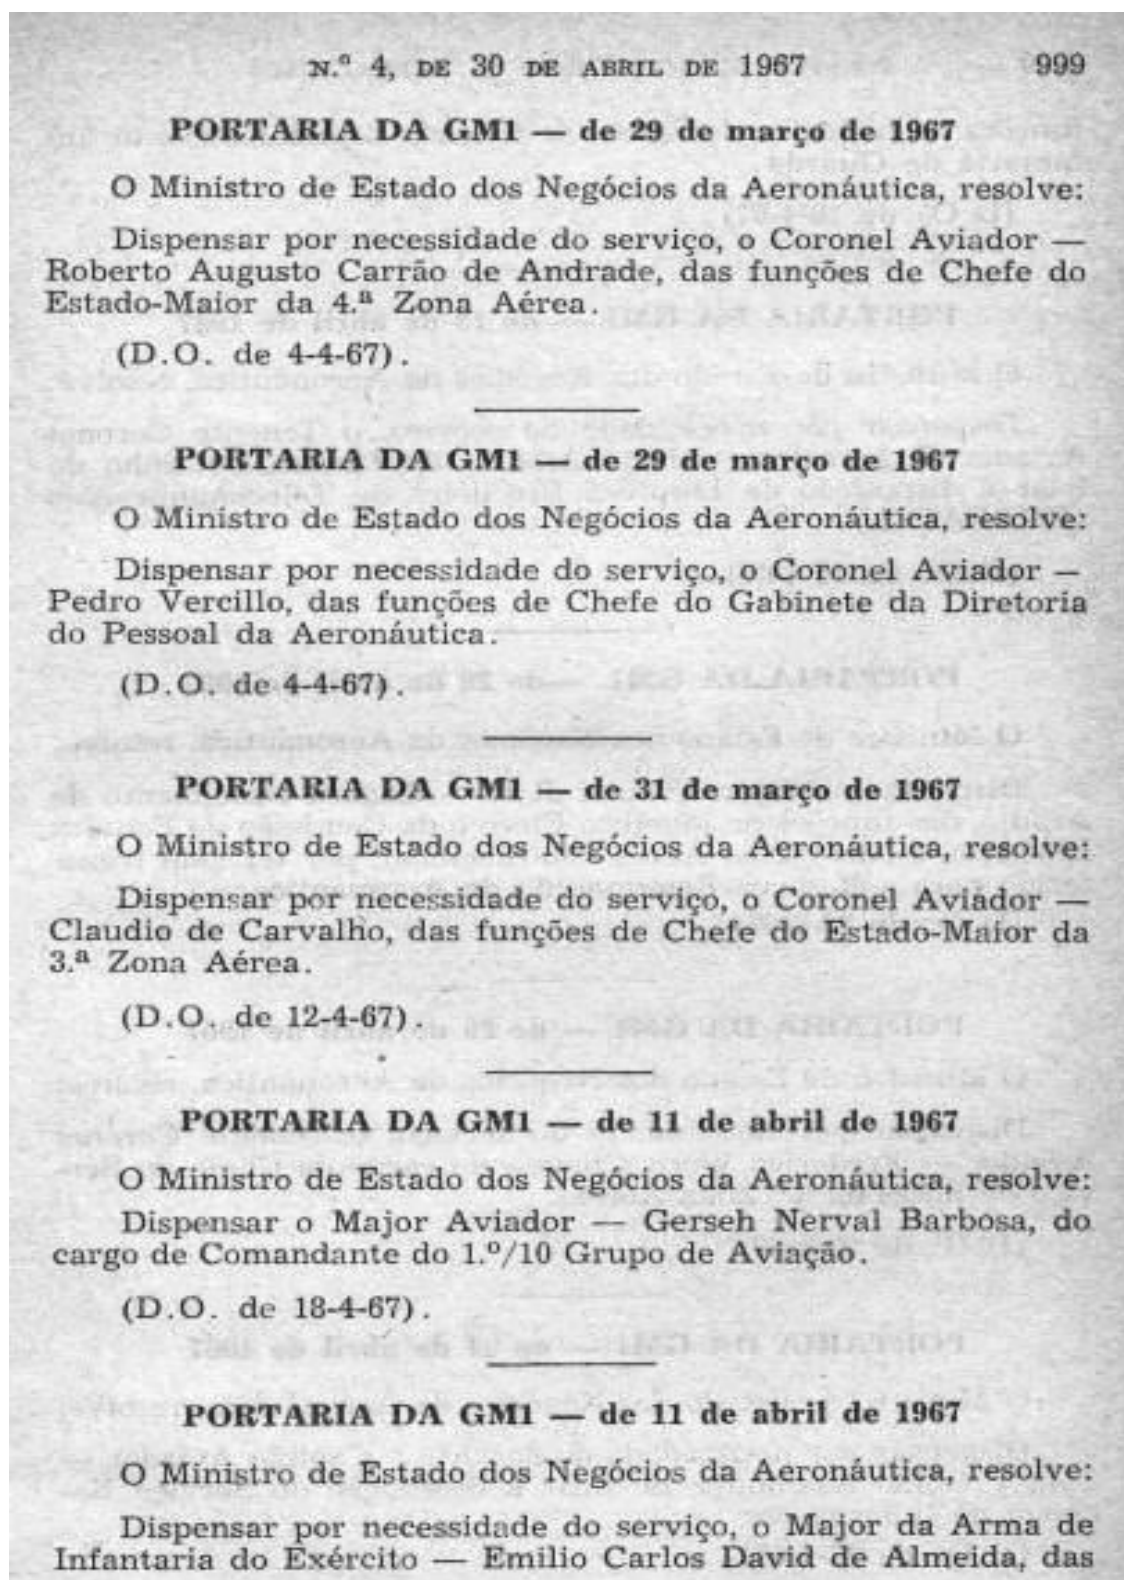 N.º 4, DE 30 DE ABRIL DE 1967 999
PORTARIA DA GM1 — de 29 de março de 1967
O Ministro de Estado dos Negócios da Aeronáutica, resolve:
Dispensar por necessidade do serviço, o Coronel Aviador —
Roberto Augusto Carrão de Andrade, das funções de Chefe do
Estado-Maior da 4.ª Zona Aérea.
(D.O. de 4-4-67).
PORTARIA DA GM1 — de 29 de março de 1967
O Ministro de Estado dos Negócios da Aeronáutica, resolve:
Dispensar por necessidade do serviço, o Coronel Aviador —
Pedro Vercillo, das funções de Chefe do Gabinete da Diretoria
do Pessoal da Aeronáutica.
(D.O. de 4-4-67).
PORTARIA DA GM1 — de 31 de março de 1967
O Ministro de Estado dos Negócios da Aeronáutica, resolve:
Dispensar por necessidade do serviço, o Coronel Aviador —
Claudio de Carvalho, das funções de Chefe do Estado-Maior da
3.ª Zona Aérea.
(D.O. de 12-4-67).
PORTARIA DA GM1 — de 11 de abril de 1967
O Ministro de Estado dos Negócios da Aeronáutica, resolve:
Dispensar o Major Aviador — Gerseh Nerval Barbosa, do
cargo de Comandante do 1.º/10 Grupo de Aviação.
(D.O. de 18-4-67).
PORTARIA DA GM1 — de 11 de abril de 1967
O Ministro de Estado dos Negócios da Aeronáutica, resolve:
Dispensar por necessidade do serviço, o Major da Arma de
Infantaria do Exército — Emilio Carlos David de Almeida, das